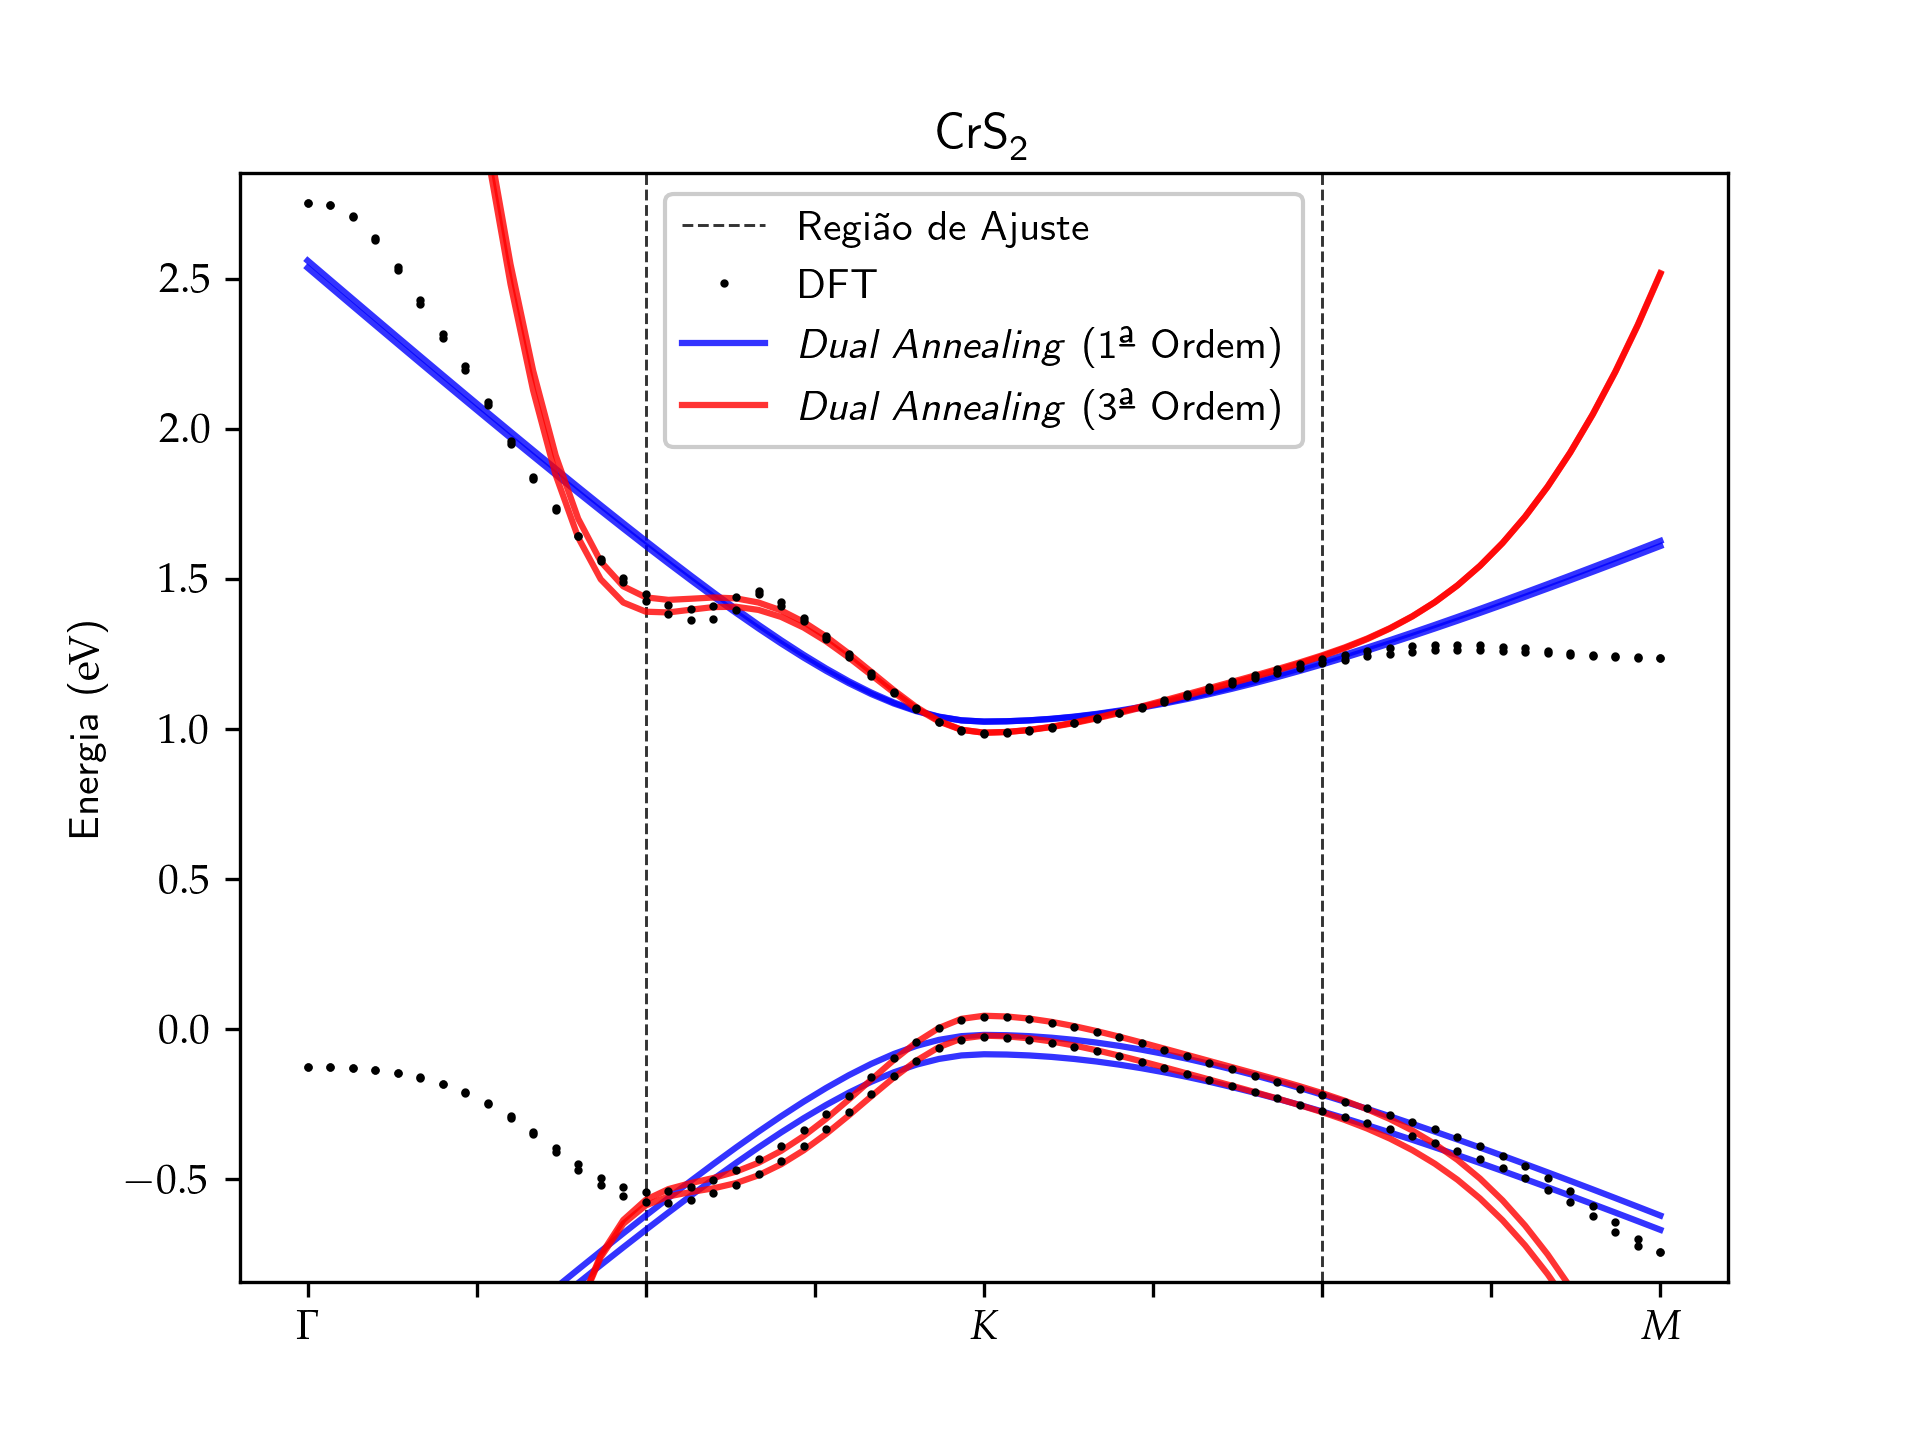 CrS₂
Região de Ajuste
DFT
Dual Annealing (1ª Ordem)
Dual Annealing (3ª Ordem)
Energia (eV)
2.5
2.0
1.5
1.0
0.5
0.0
−0.5
Γ K M